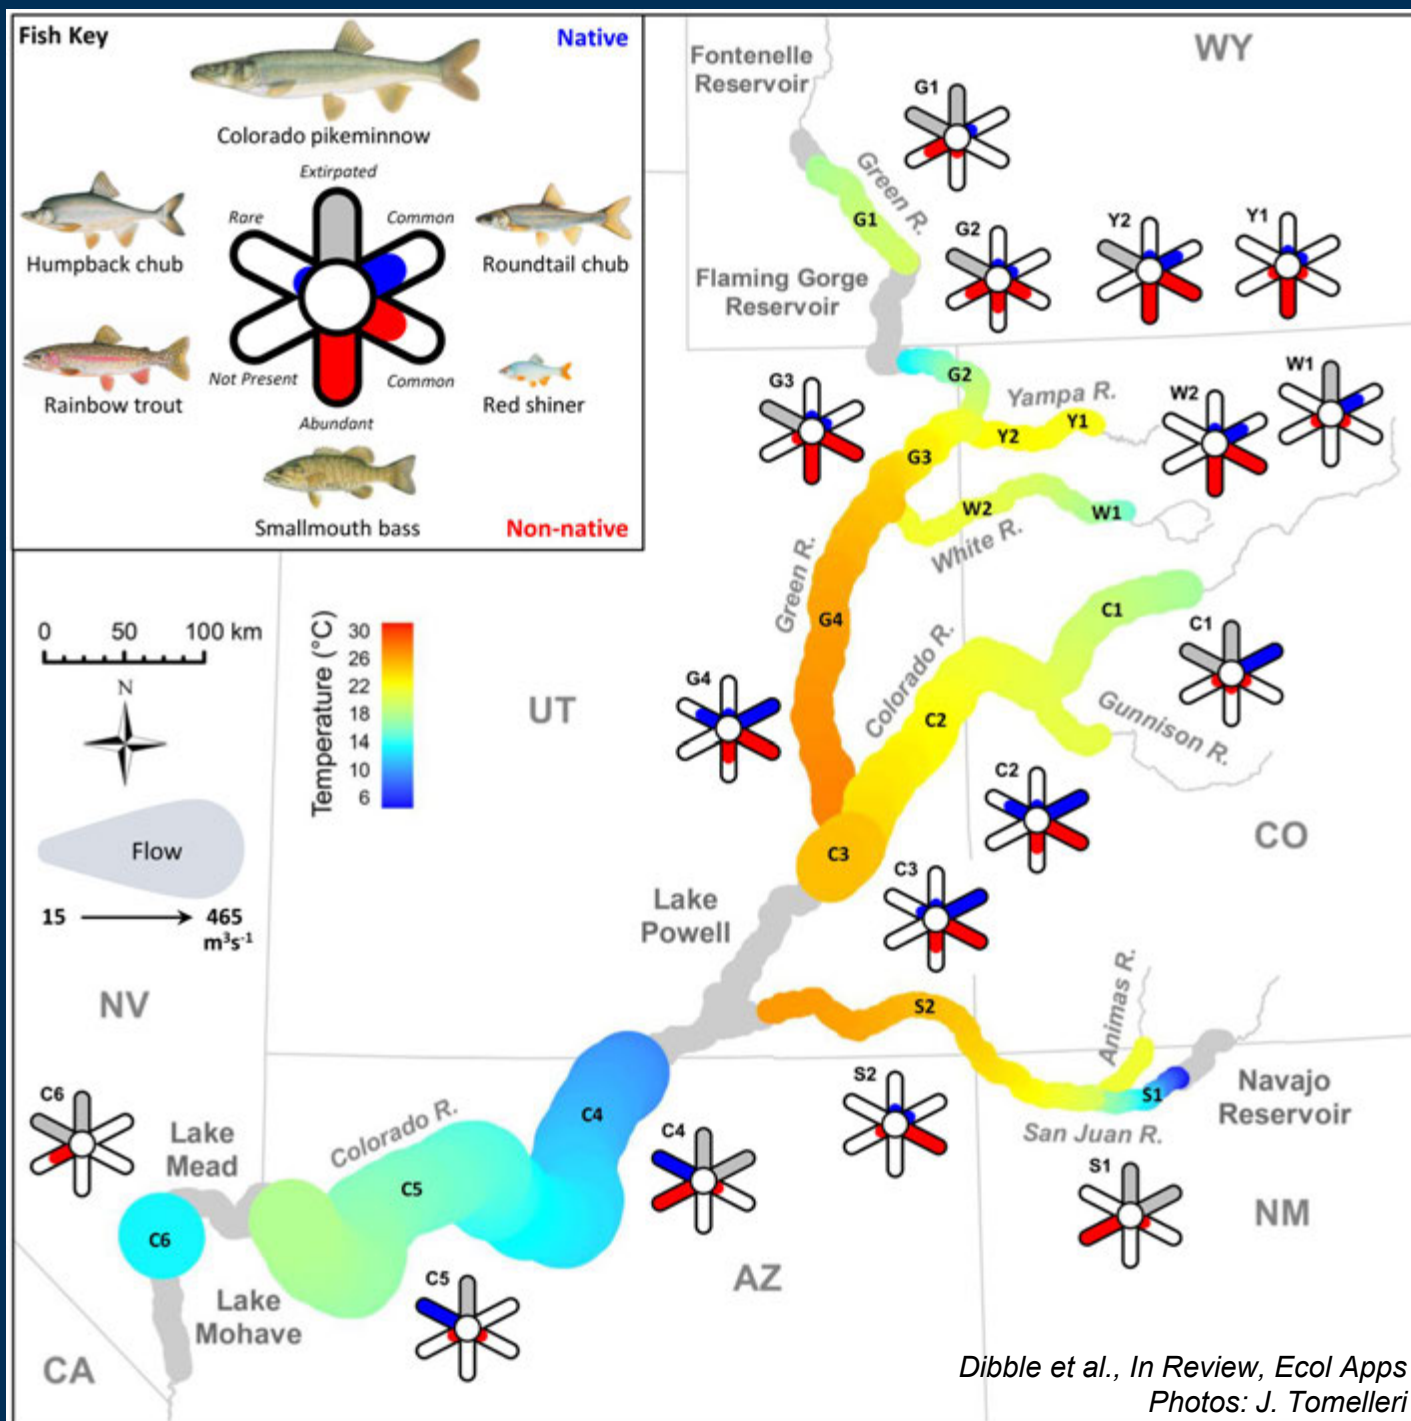 Fish Key
Native
Colorado pikeminnow
Extirpated
Rare
Common
Humpback chub
Roundtail chub
Rainbow trout
Not Present
Common
Red shiner
Abundant
Smallmouth bass
Non-native
Fontenelle
Reservoir
WY
G1
Green R.
G1
G2
Y2
Y1
Flaming Gorge
Reservoir
G2
G3
Yampa R.
W1
W2
Y1
Y2
G3
W2
W1
White R.
Green R.
0 50 100 km
N
Temperature (°C)
30
26
22
18
14
10
6
UT
G4
C1
C1
Colorado R.
G4
C2
Gunnison R.
C2
CO
Flow
15
465
m³s⁻¹
C3
C3
Lake
Powell
NV
S2
Animas R.
C6
S2
S1
Navajo
Reservoir
San Juan R.
Lake
Mead
Colorado R.
C4
C4
S1
C5
NM
C6
AZ
C5
Lake
Mohave
CA
Dibble et al., In Review, Ecol Apps
Photos: J. Tomelleri